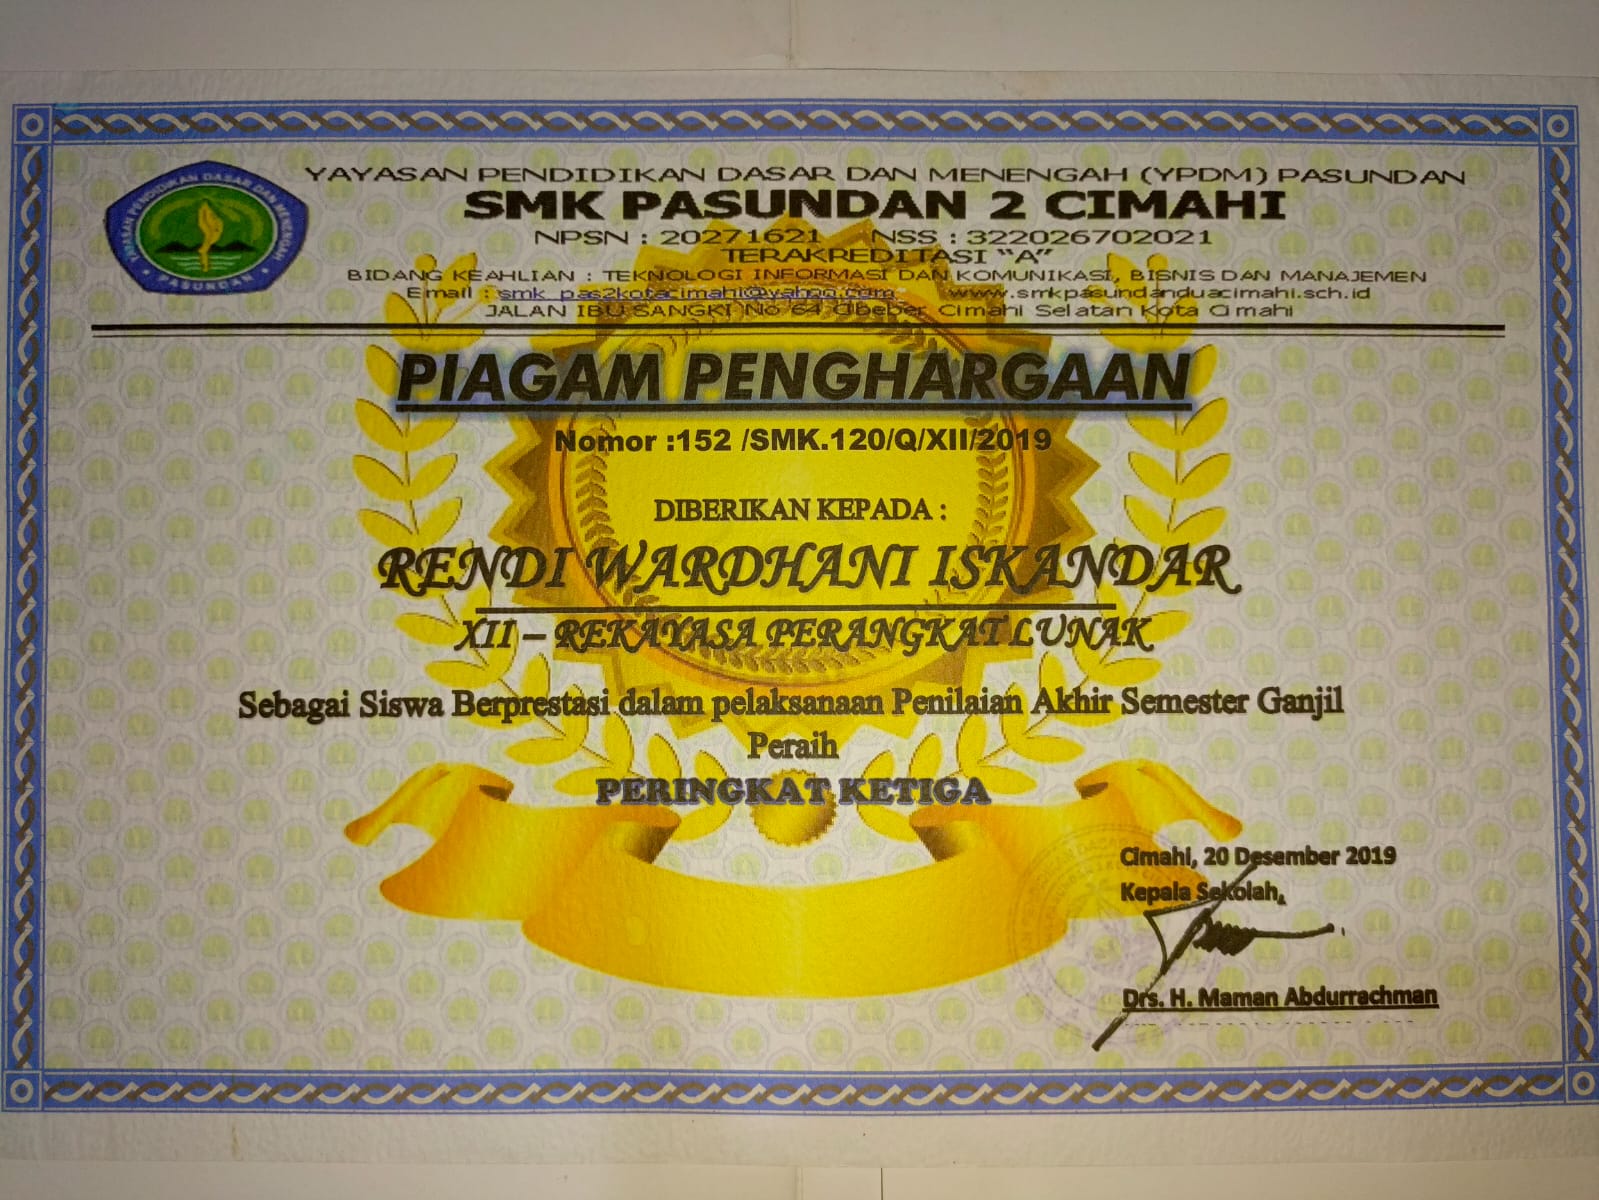 YAYASAN PENDIDIKAN DASAR DAN MENENGAH
PASUNDAN
YAYASAN PENDIDIKAN DASAR DAN MENENGAH (YPDM) PASUNDAN
SMK PASUNDAN 2 CIMAHI
NPSN : 20271621 NSS : 322026702021
TERAKREDITASI “A”
BIDANG KEAHLIAN : TEKNOLOGI INFORMASI DAN KOMUNIKASI, BISNIS DAN MANAJEMEN
Email : smk_pas2kotacimahi@yahoo.com www.smkpasundanduacimahi.sch.id
JALAN IBU SANGKI No 64 Cibeber Cimahi Selatan Kota Cimahi
PIAGAM PENGHARGAAN
Nomor :152 /SMK.120/Q/XII/2019
DIBERIKAN KEPADA :
RENDI WARDHANI ISKANDAR
XII – REKAYASA PERANGKAT LUNAK
Sebagai Siswa Berprestasi dalam pelaksanaan Penilaian Akhir Semester Ganjil
Peraih
PERINGKAT KETIGA
Cimahi, 20 Desember 2019
Kepala Sekolah,
Drs. H. Maman Abdurrachman